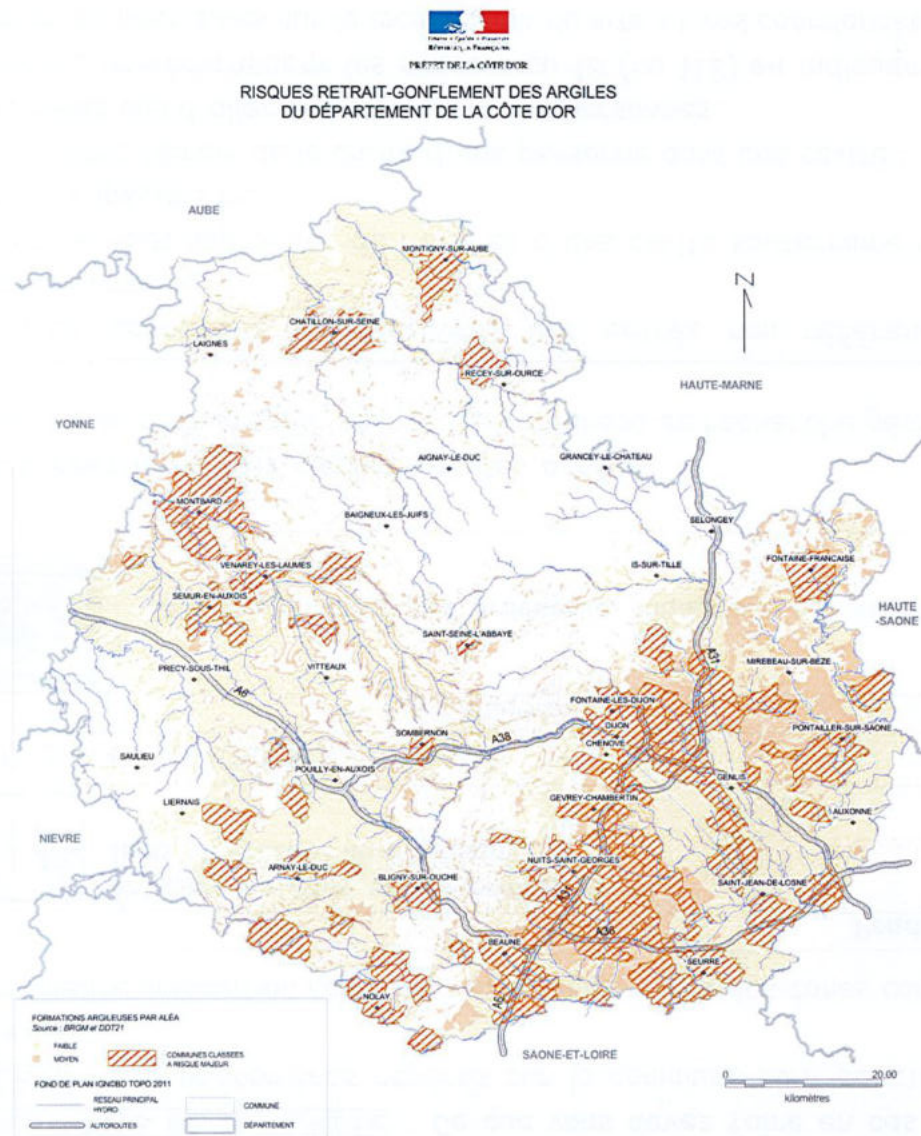 RÉPUBLIQUE FRANÇAISE
PRÉFET DE LA CÔTE D'OR
RISQUES RETRAIT-GONFLEMENT DES ARGILES
DU DÉPARTEMENT DE LA CÔTE D'OR
AUBE
MONTIGNY-SUR-AUBE
N
CHATILLON-SUR-SEINE
LAIGNES
RECEY-SUR-OURCE
HAUTE-MARNE
YONNE
AIGNAY-LE-DUC
GRANCEY-LE-CHATEAU
MONTBARD
BAIGNEUX-LES-JUIFS
SELONGEY
VENAREY-LES-LAUMES
IS-SUR-TILLE
FONTAINE-FRANCAISE
SEMUR-EN-AUXOIS
HAUTE
-SAONE
SAINT-SEINE-L'ABBAYE
A31
PRECY-SOUS-THIL
VITTEAUX
MIREBEAU-SUR-BEZE
A6
FONTAINE-LES-DIJON
SOMBERNON
A38
DIJON
PONTAILLER-SUR-SAONE
CHENOVE
SAULIEU
POUILLY-EN-AUXOIS
GENLIS
LIERNAIS
GEVREY-CHAMBERTIN
AUXONNE
NIEVRE
NUITS-SAINT-GEORGES
ARNAY-LE-DUC
BLIGNY-SUR-OUCHE
A31
SAINT-JEAN-DE-LOSNE
BEAUNE
A36
SEURRE
NOLAY
A6
SAONE-ET-LOIRE
FORMATIONS ARGILEUSES PAR ALÉA
Source : BRGM et DDT21
FAIBLE
MOYEN
COMMUNES CLASSEES
A RISQUE MAJEUR
FOND DE PLAN IGN©BD TOPO 2011
RESEAU PRINCIPAL
HYDRO
COMMUNE
AUTOROUTES
DÉPARTEMENT
0
20,00
kilomètres